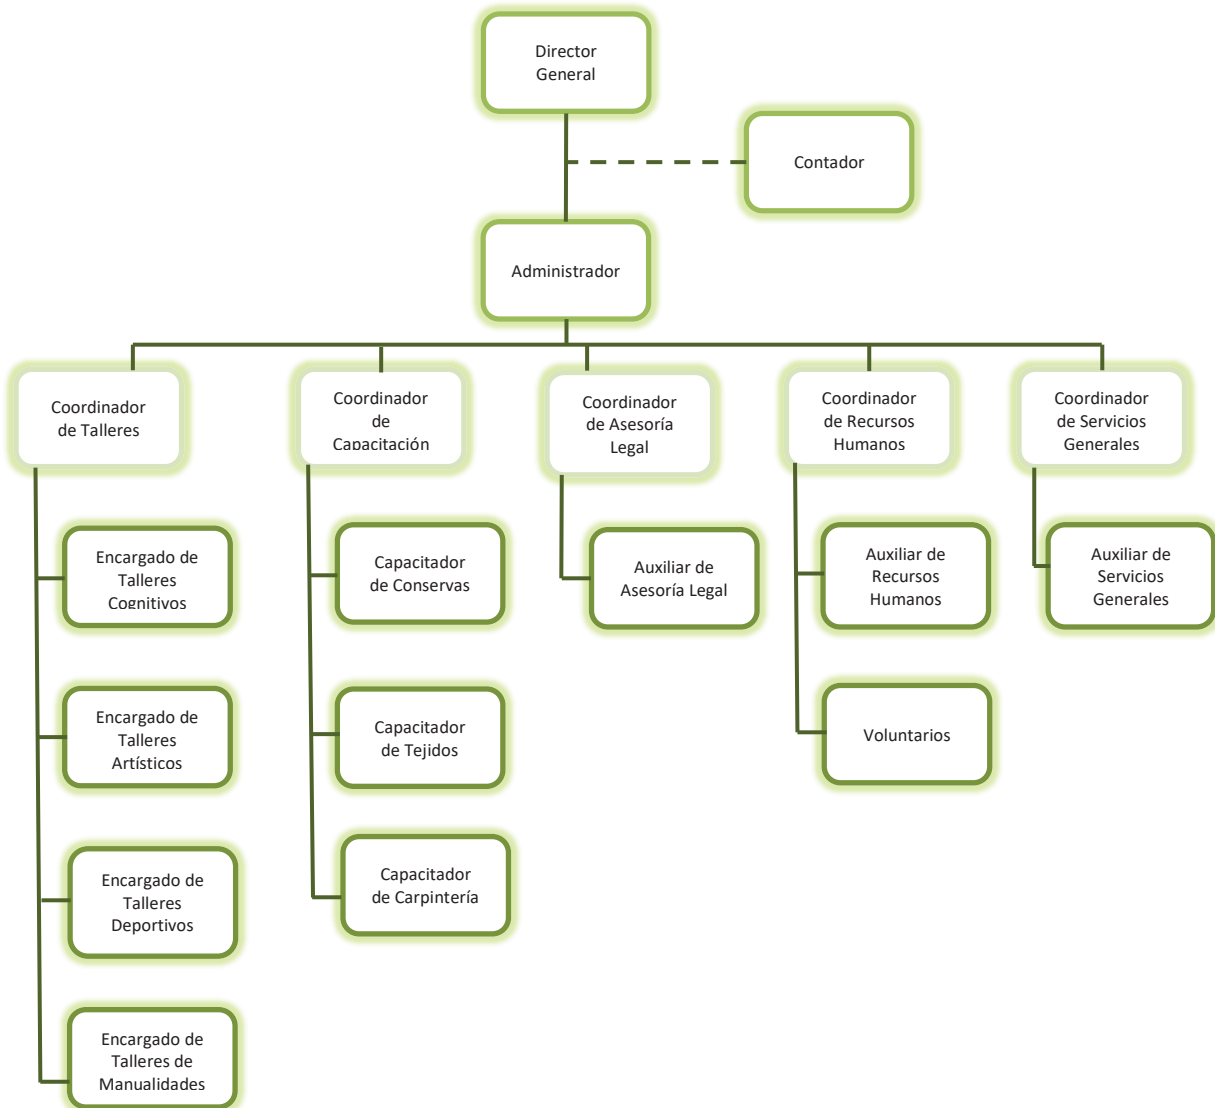 Director
General
Contador
Administrador
Coordinador
de Talleres
Coordinador
de
Capacitación
Coordinador
de Asesoría
Legal
Coordinador
de Recursos
Humanos
Coordinador
de Servicios
Generales
Encargado de
Talleres
Cognitivos
Capacitador
de Conservas
Auxiliar de
Asesoría Legal
Auxiliar de
Recursos
Humanos
Auxiliar de
Servicios
Generales
Encargado de
Talleres
Artísticos
Capacitador
de Tejidos
Voluntarios
Encargado de
Talleres
Deportivos
Capacitador
de Carpintería
Encargado de
Talleres de
Manualidades